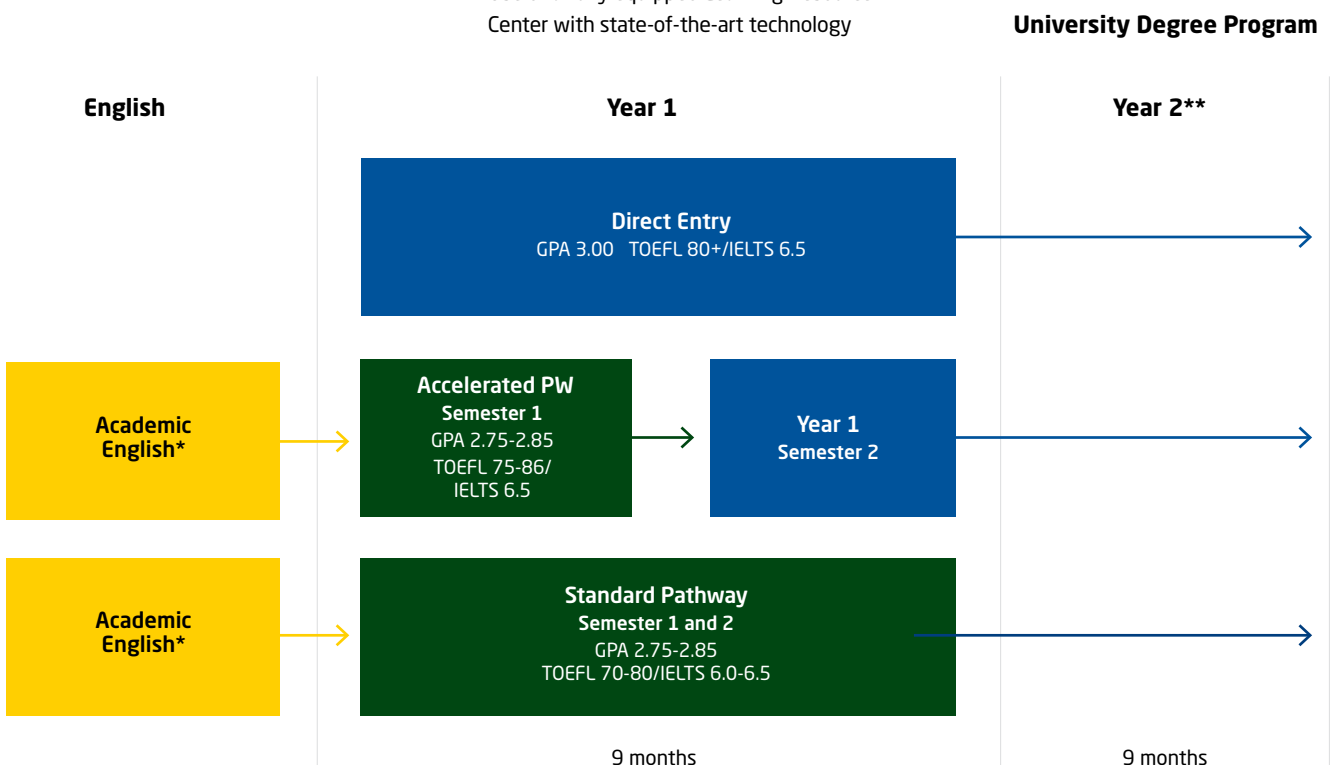 Center with state-of-the-art technology
University Degree Program
English
Year 1
Year 2**
Direct Entry
GPA 3.00 TOEFL 80+/IELTS 6.5
Academic
English*
Accelerated PW
Semester 1
GPA 2.75-2.85
TOEFL 75-86/
IELTS 6.5
Year 1
Semester 2
Academic
English*
Standard Pathway
Semester 1 and 2
GPA 2.75-2.85
TOEFL 70-80/IELTS 6.0-6.5
9 months
9 months